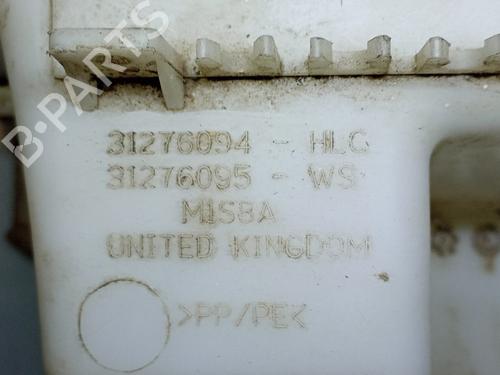 B-PARTS
31276094 - HLC
31276095 - WS
MISBA
UNITED KINGDOM
>PP/PE<